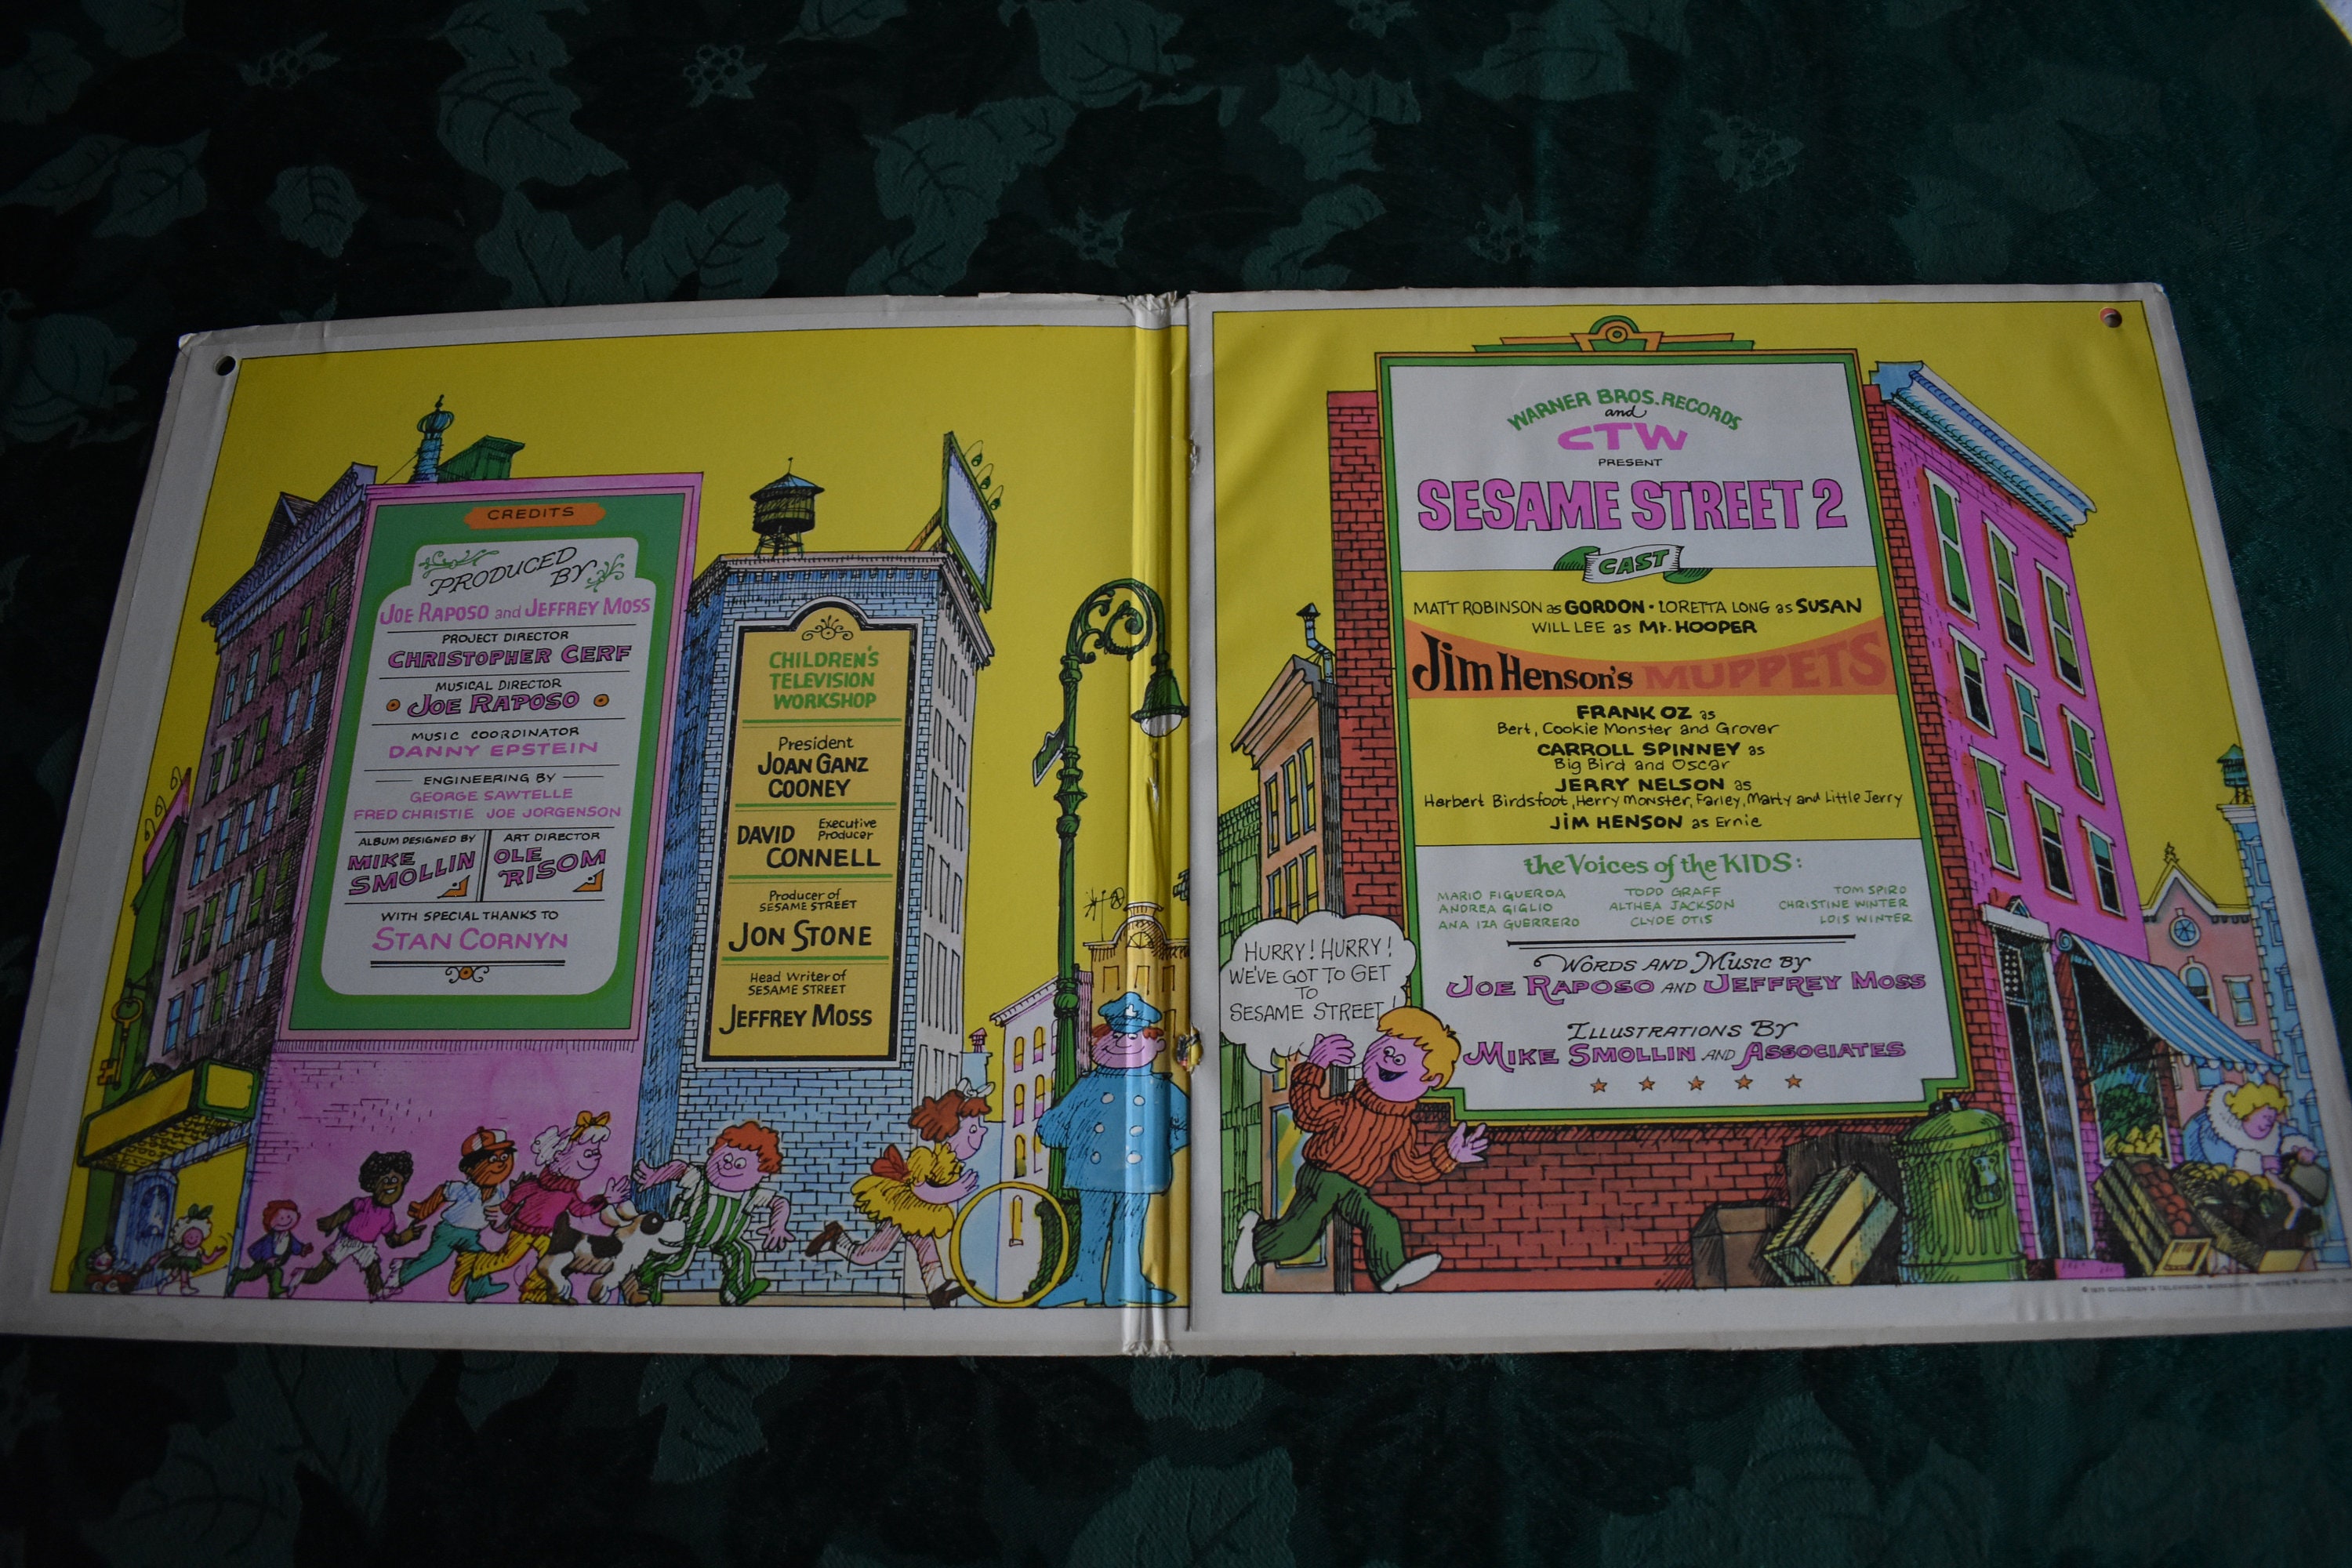 CREDITS
PRODUCED
BY
JOE RAPOSO and JEFFREY MOSS
PROJECT DIRECTOR
CHRISTOPHER CERF
MUSICAL DIRECTOR
JOE RAPOSO
MUSIC COORDINATOR
DANNY EPSTEIN
ENGINEERING BY
GEORGE SAWTELLE
FRED CHRISTIE JOE JORGENSON
ALBUM DESIGNED BY
MIKE
SMOLLIN
ART DIRECTOR
OLE
RISOM
WITH SPECIAL THANKS TO
STAN CORNYN
CHILDREN'S
TELEVISION
WORKSHOP
President
JOAN GANZ
COONEY
DAVID Executive
Producer
CONNELL
Producer of
SESAME STREET
JON STONE
Head Writer of
SESAME STREET
JEFFREY MOSS
WARNER BROS. RECORDS
and
CTW
PRESENT
SESAME STREET 2
CAST
MATT ROBINSON as GORDON • LORETTA LONG as SUSAN
WILL LEE as Mr. HOOPER
Jim Henson's MUPPETS
FRANK OZ as
Bert, Cookie Monster and Grover
CARROLL SPINNEY as
Big Bird and Oscar
JERRY NELSON as
Herbert Birdsfoot, Herry Monster, Farley, Marty and Little Jerry
JIM HENSON as Ernie
the Voices of the KIDS:
MARIO FIGUEROA TODD GRAFF TOM SPIRO
ANDREA GIGLIO ALTHEA JACKSON CHRISTINE WINTER
ANA IZA GUERRERO CLYDE OTIS LOIS WINTER
WORDS AND MUSIC BY
JOE RAPOSO AND JEFFREY MOSS
ILLUSTRATIONS BY
MIKE SMOLLIN AND ASSOCIATES
HURRY! HURRY!
WE'VE GOT TO GET
TO
SESAME STREET!
© 1971 CHILDREN'S TELEVISION WORKSHOP